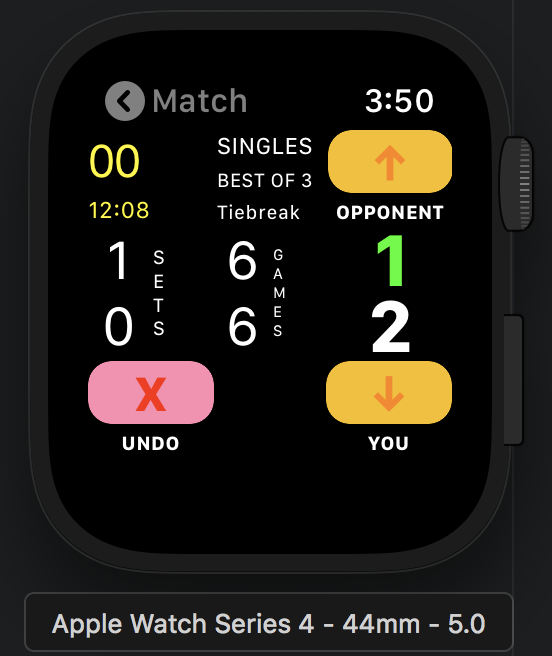 Match 3:50
00 SINGLES
BEST OF 3
12:08 Tiebreak OPPONENT
1 SETS 6 GAMES 1
0 6 2
X
UNDO YOU
Apple Watch Series 4 - 44mm - 5.0